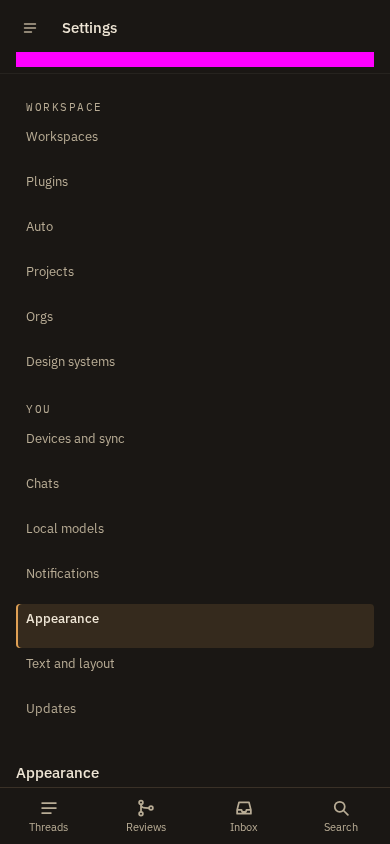 Settings
WORKSPACE
Workspaces
Plugins
Auto
Projects
Orgs
Design systems
YOU
Devices and sync
Chats
Local models
Notifications
Appearance
Text and layout
Updates
Appearance
Threads
Reviews
Inbox
Search